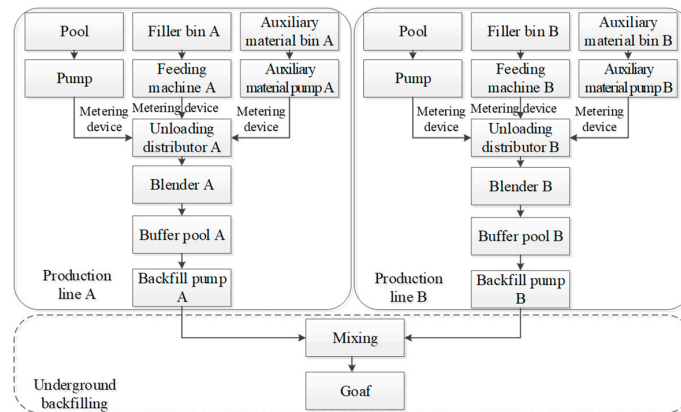 Pool
Filler bin A
Auxiliary
material bin A
Pump
Feeding
machine A
Auxiliary
material pump A
Metering
device
Metering device
Metering
device
Unloading
distributor A
Blender A
Buffer pool A
Backfill pump
A
Production
line A
Pool
Filler bin B
Auxiliary
material bin B
Pump
Feeding
machine B
Auxiliary
material pump B
Metering
device
Metering device
Metering
device
Unloading
distributor B
Blender B
Buffer pool B
Backfill pump
B
Production
line B
Mixing
Goaf
Underground
backfilling